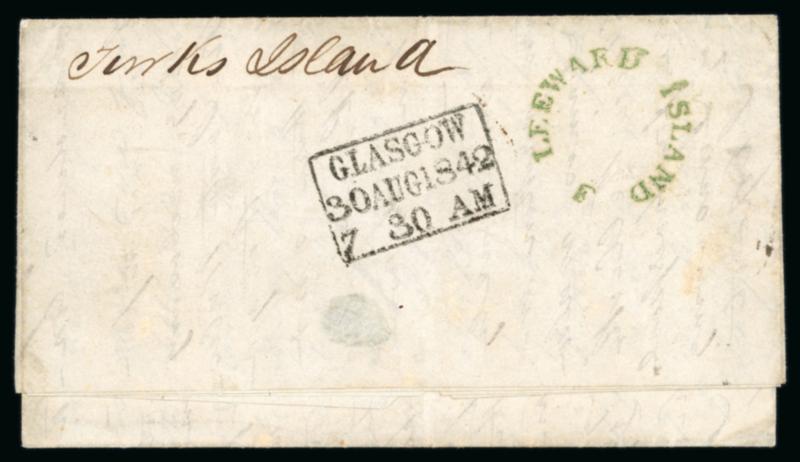 Turks Island
LEEWARD ISLAND
GLASGOW
30AUG1842
7 30 AM